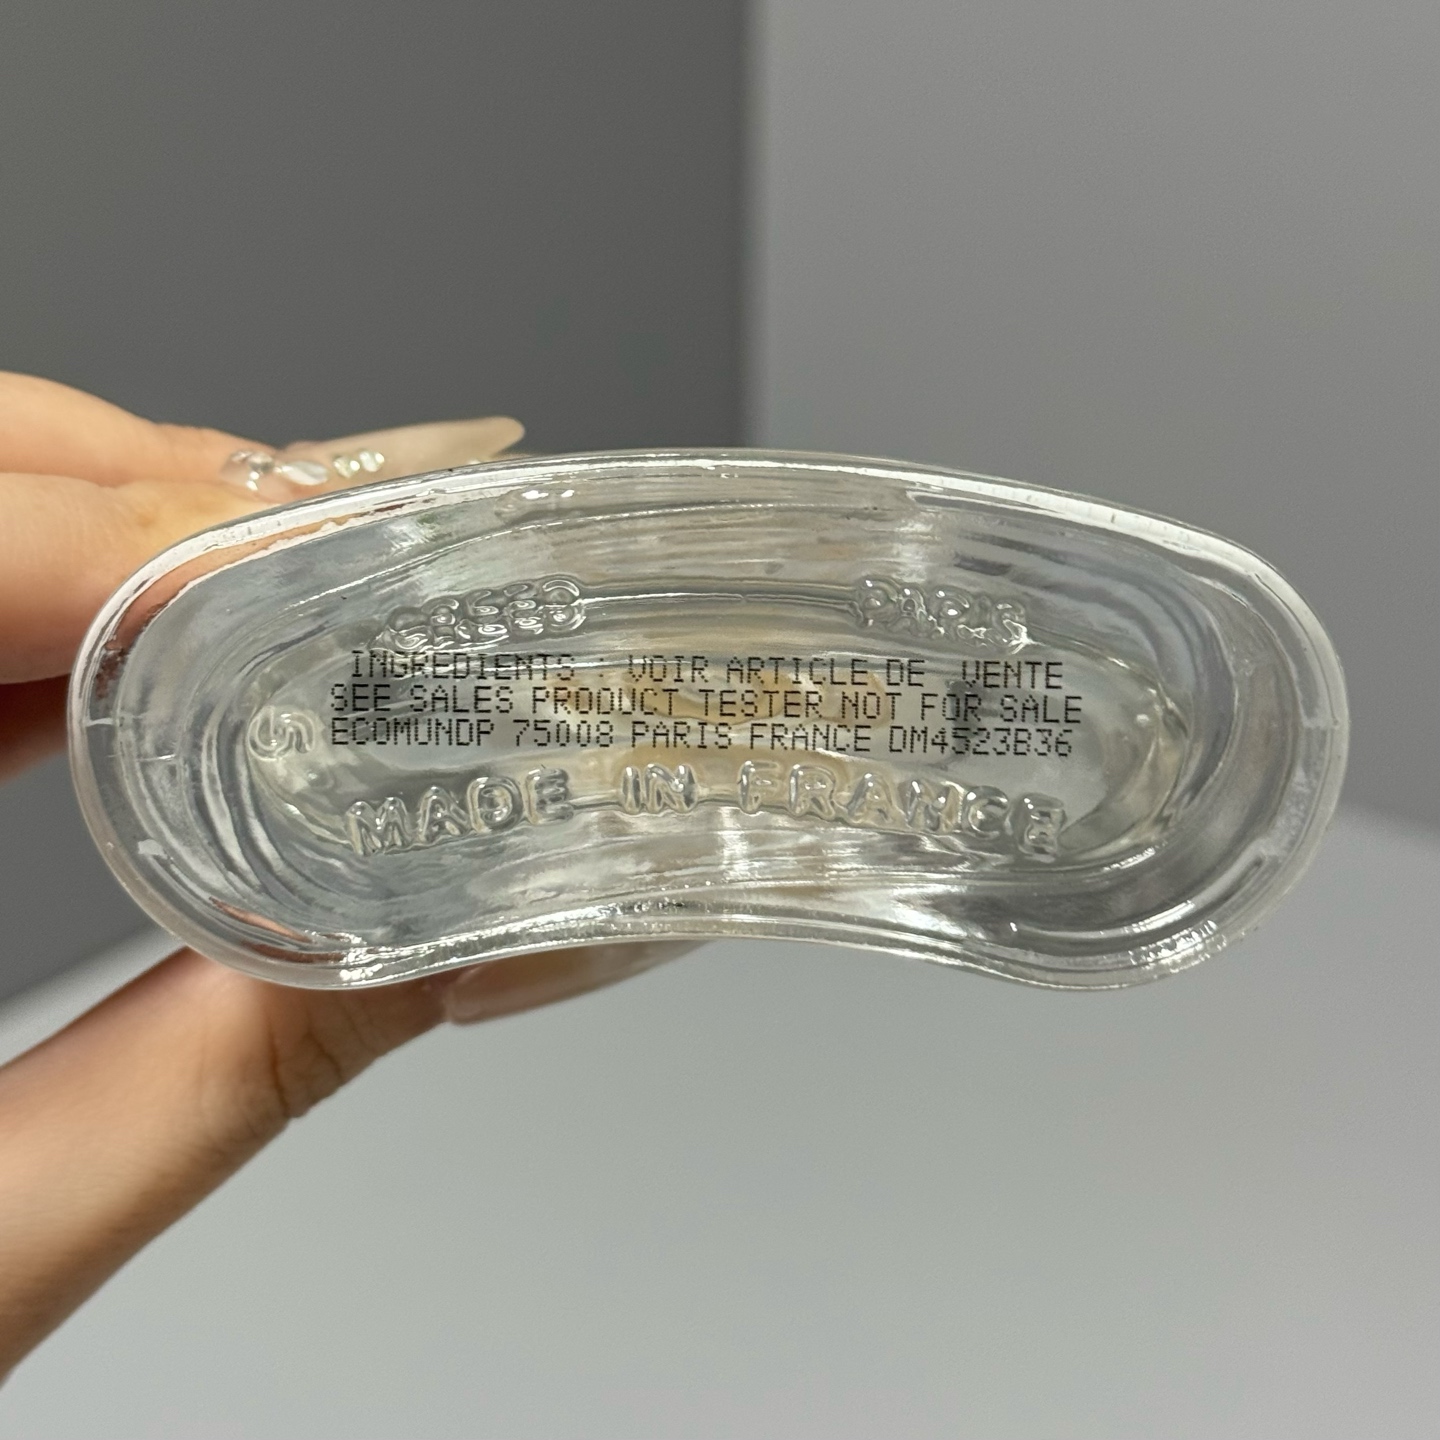 PARIS
INGREDIENTS : VOIR ARTICLE DE VENTE
SEE SALES PRODUCT TESTER NOT FOR SALE
ECOMUNDP 75008 PARIS FRANCE DM4523B36
MADE IN FRANCE